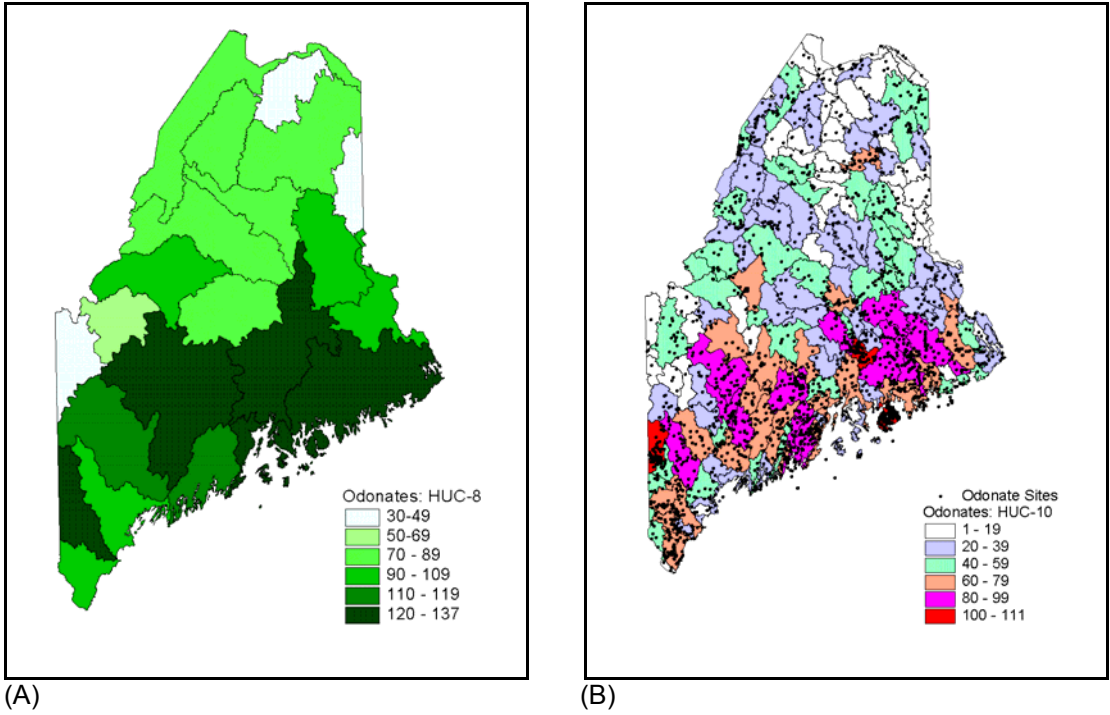 Odonates: HUC-8
30-49
50-69
70 - 89
90 - 109
110 - 119
120 - 137
(A)
Odonate Sites
Odonates: HUC-10
1 - 19
20 - 39
40 - 59
60 - 79
80 - 99
100 - 111
(B)